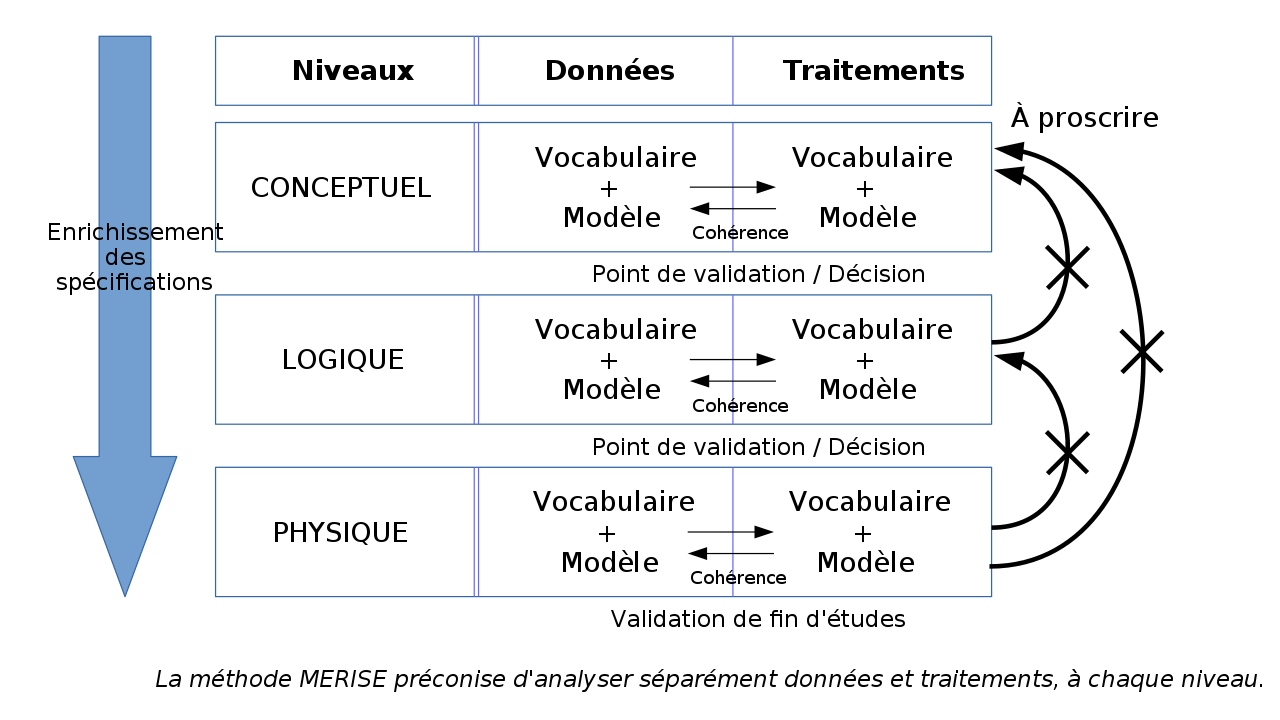 Niveaux
Données
Traitements
À proscrire
CONCEPTUEL
Vocabulaire
+
Modèle
Vocabulaire
+
Modèle
Cohérence
Enrichissement
des
spécifications
Point de validation / Décision
LOGIQUE
Vocabulaire
+
Modèle
Vocabulaire
+
Modèle
Cohérence
Point de validation / Décision
PHYSIQUE
Vocabulaire
+
Modèle
Vocabulaire
+
Modèle
Cohérence
Validation de fin d'études
La méthode MERISE préconise d'analyser séparément données et traitements, à chaque niveau.